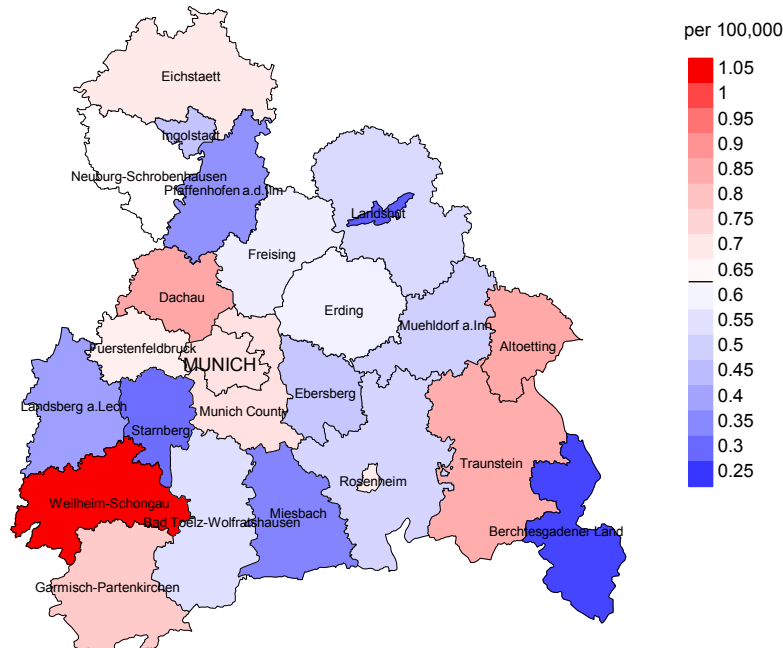 per 100,000
1.05
1
0.95
0.9
0.85
0.8
0.75
0.7
0.65
0.6
0.55
0.5
0.45
0.4
0.35
0.3
0.25
Eichstaett
Ingolstadt
Neuburg-Schrobenhausen
Pfaffenhofen a.d.Ilm
Landshut
Freising
Dachau
Erding
Muehldorf a.Inn
Fuerstenfeldbruck
Altoetting
MUNICH
Ebersberg
Landsberg a.Lech
Munich County
Starnberg
Traunstein
Rosenheim
Weilheim-Schongau
Miesbach
Bad Toelz-Wolfratshausen
Berchtesgadener Land
Garmisch-Partenkirchen